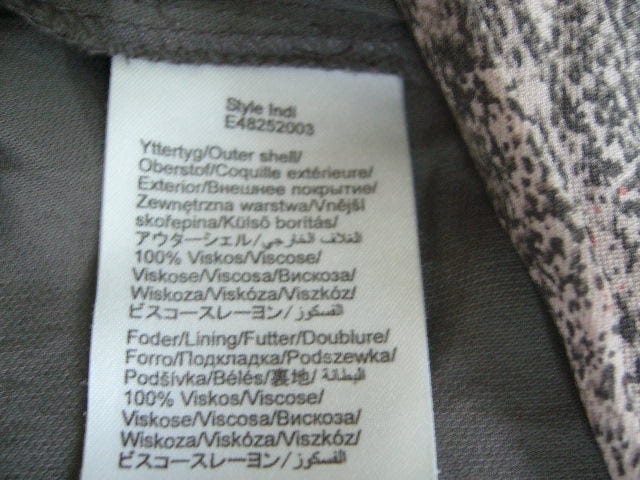 Style Indi
E48252003
Yttertyg/Outer shell/
Oberstof/Coquille extérieure/
Exterior/Внешнее покрытие/
Zewnętrzna warstwa/Vnější
skořepina/Külső boritás/
アウターシェル/الغلاف الخارجي/
100% Viskos/Viscose/
Viskose/Viscosa/Вискоза/
Wiskoza/Viskóza/Viszkóz/
ビスコースレーヨン/الفسكوز
Foder/Lining/Futter/Doublure/
Forro/Подкладка/Podszewka/
Podšívka/Bélés/裏地/البطانة/
100% Viskos/Viscose/
Viskose/Viscosa/Вискоза/
Wiskoza/Viskóza/Viszkóz/
ビスコースレーヨン/الفسكوز/